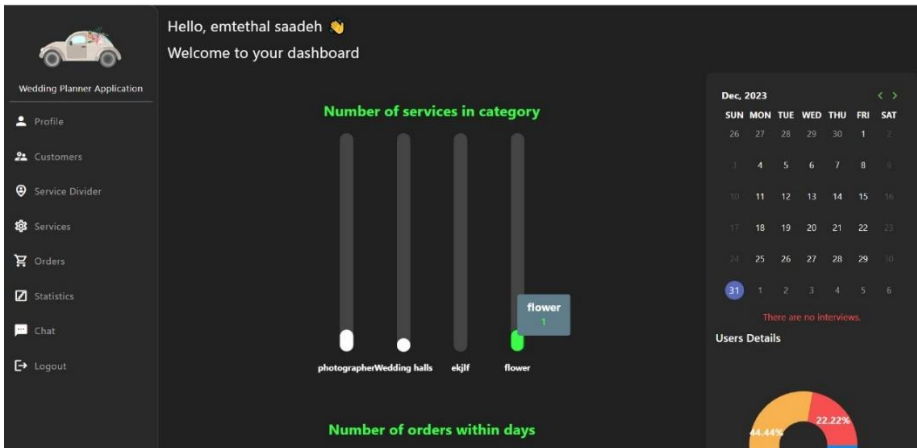 Hello, emtethal saadeh 👋
Welcome to your dashboard
Wedding Planner Application
Profile
Customers
Service Divider
Services
Orders
Statistics
Chat
Logout
Number of services in category
flower
1
photographer Wedding halls ekjlf flower
Number of orders within days
Dec, 2023 < >
SUN MON TUE WED THU FRI SAT
26 27 28 29 30 1 2
3 4 5 6 7 8 9
10 11 12 13 14 15 16
17 18 19 20 21 22 23
24 25 26 27 28 29 30
31 1 2 3 4 5 6
There are no interviews.
Users Details
44.44% 22.22%